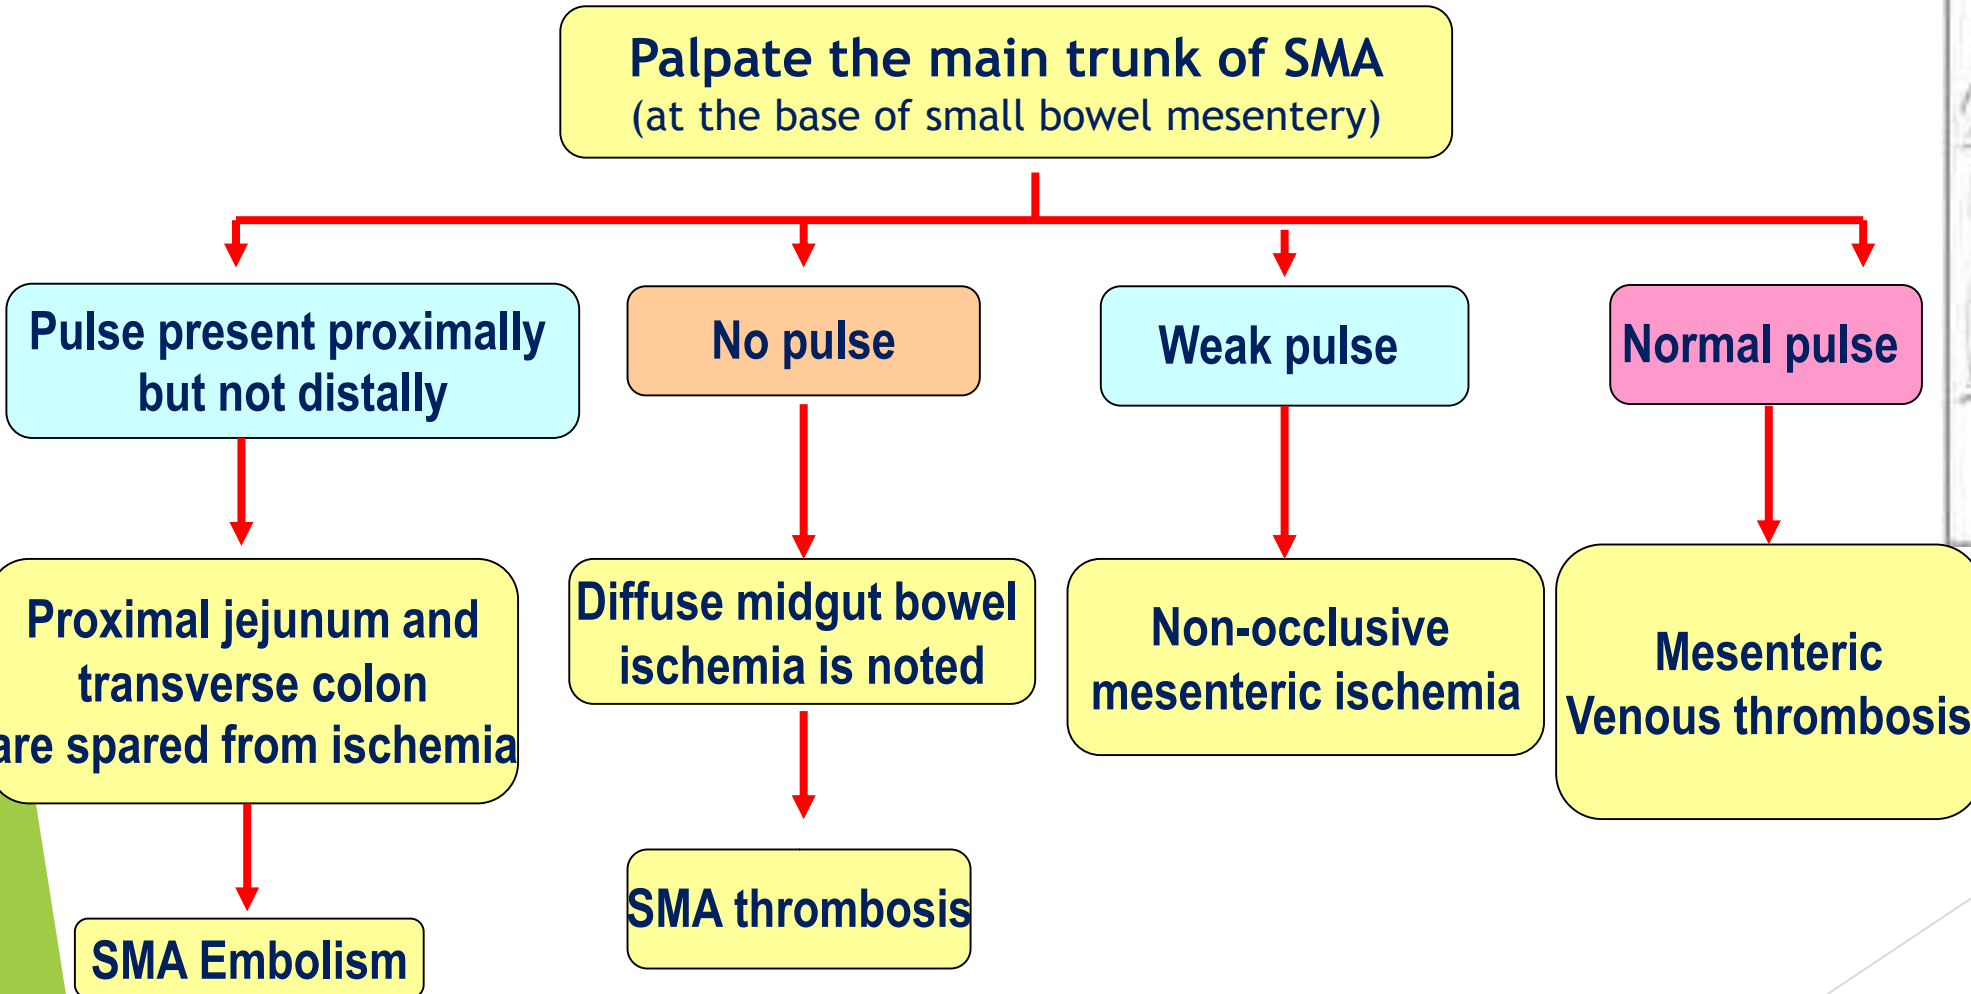 Palpate the main trunk of SMA
(at the base of small bowel mesentery)
Pulse present proximally
but not distally
No pulse
Weak pulse
Normal pulse
Proximal jejunum and
transverse colon
are spared from ischemia
Diffuse midgut bowel
ischemia is noted
Non-occlusive
mesenteric ischemia
Mesenteric
Venous thrombosis
SMA Embolism
SMA thrombosis